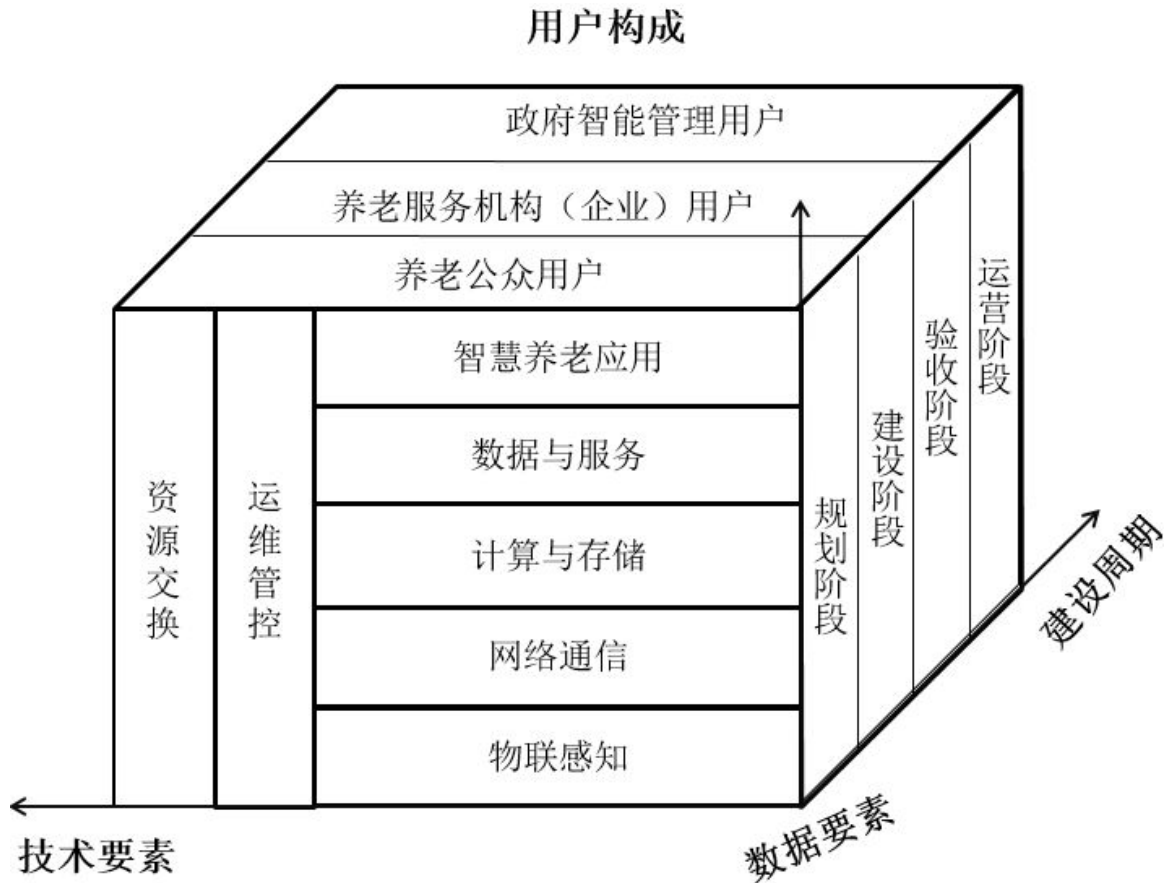 用户构成
政府智能管理用户
养老服务机构（企业）用户
养老公众用户
资源交换
运维管控
智慧养老应用
数据与服务
计算与存储
网络通信
物联感知
规划阶段
建设阶段
验收阶段
运营阶段
建设周期
数据要素
技术要素